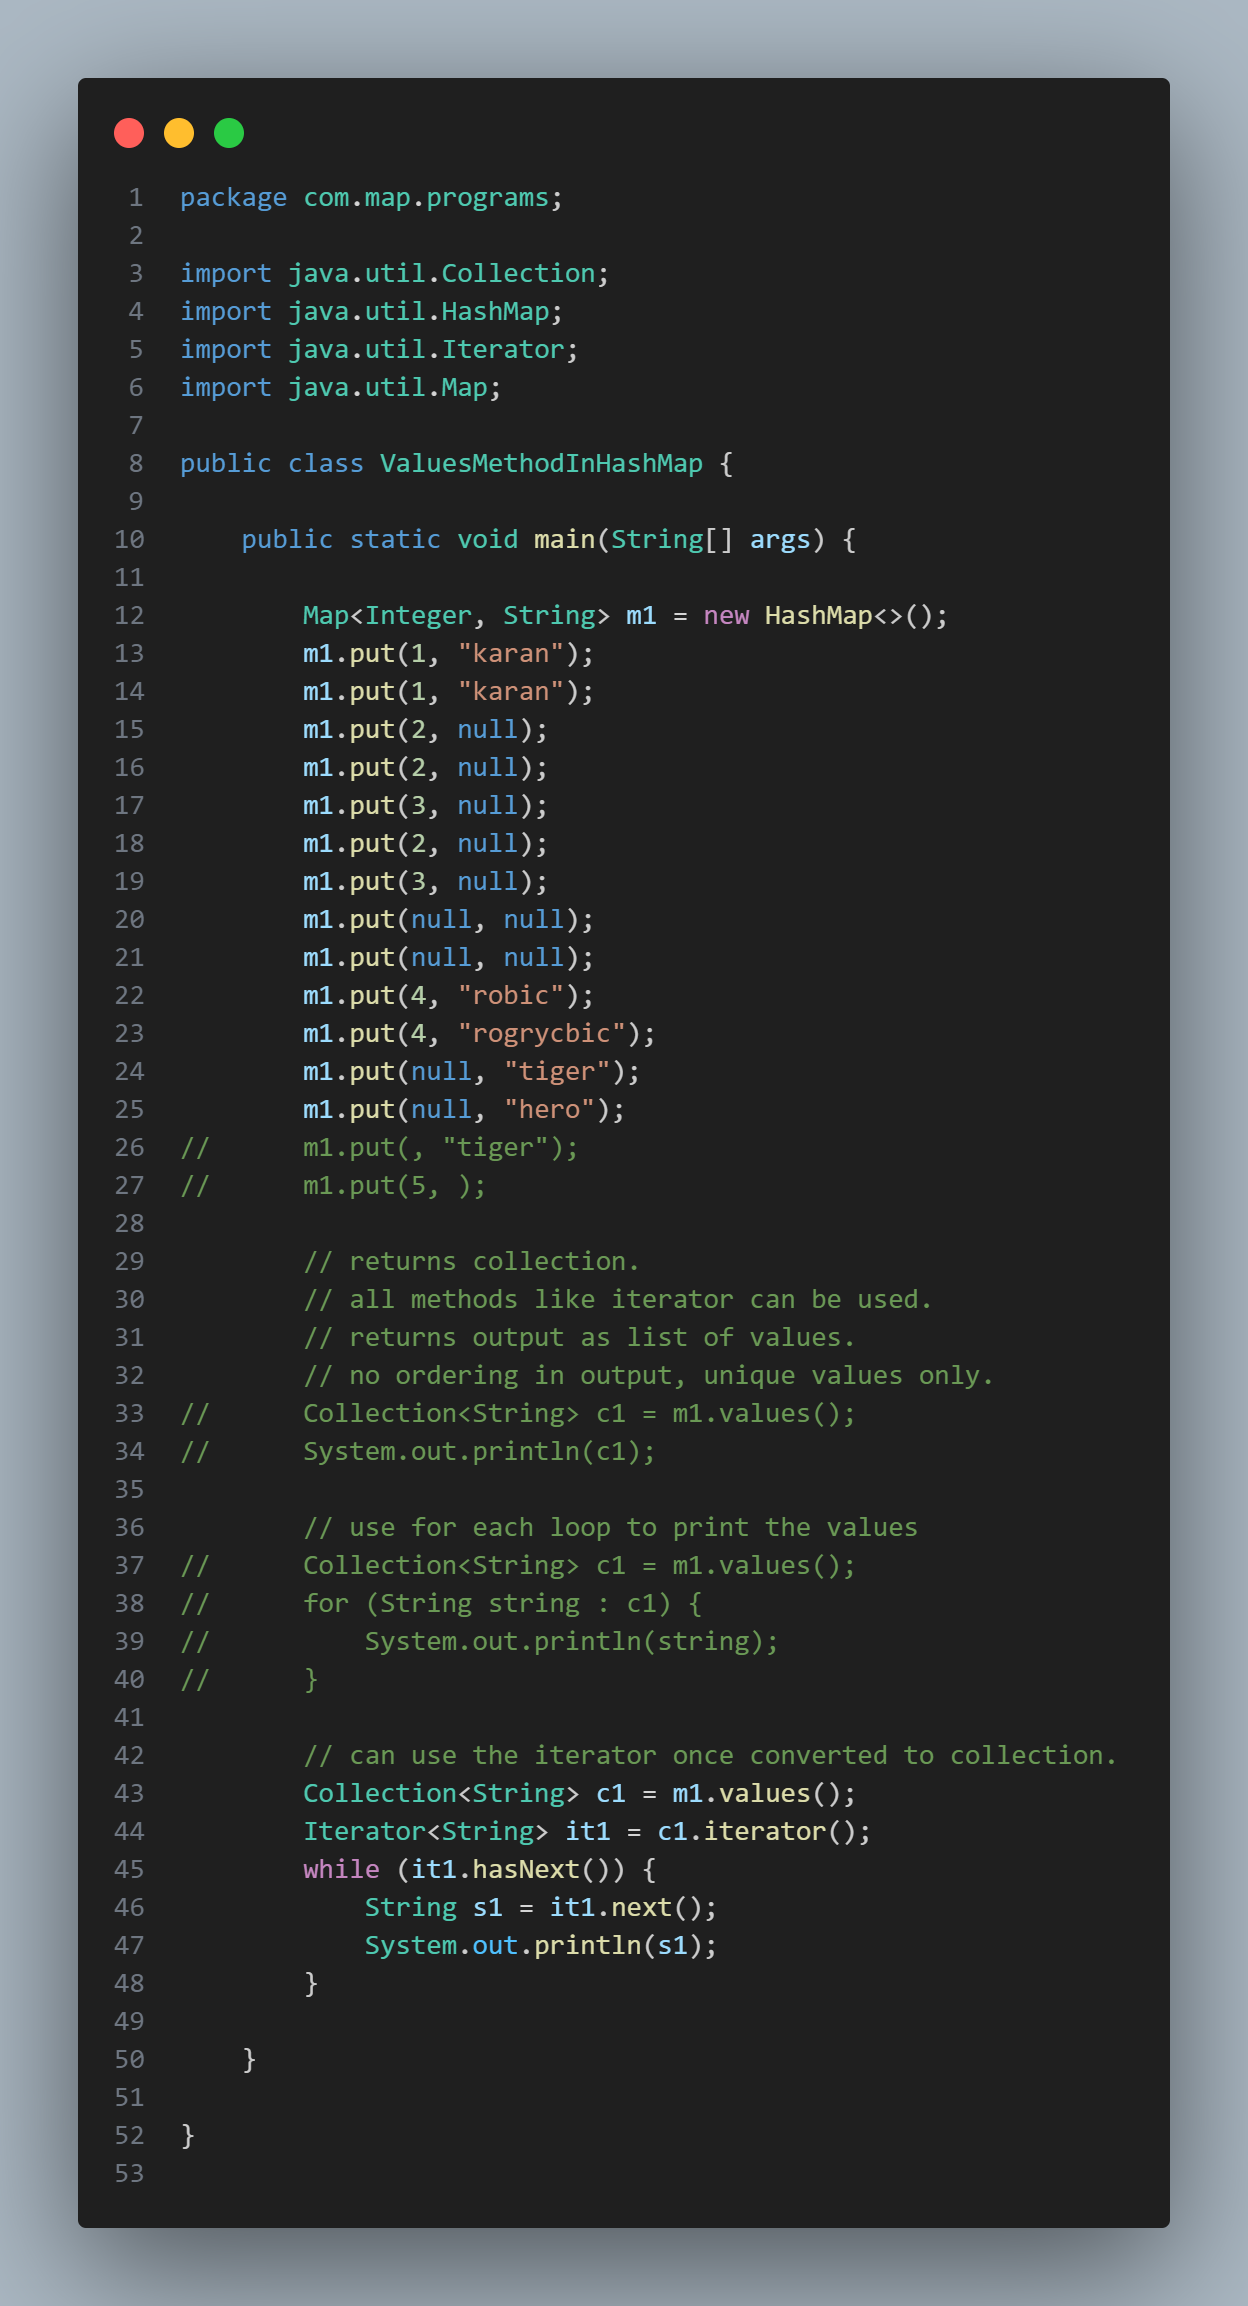 1 package com.map.programs;
2
3 import java.util.Collection;
4 import java.util.HashMap;
5 import java.util.Iterator;
6 import java.util.Map;
7
8 public class ValuesMethodInHashMap {
9
10     public static void main(String[] args) {
11
12         Map<Integer, String> m1 = new HashMap<>();
13         m1.put(1, "karan");
14         m1.put(1, "karan");
15         m1.put(2, null);
16         m1.put(2, null);
17         m1.put(3, null);
18         m1.put(2, null);
19         m1.put(3, null);
20         m1.put(null, null);
21         m1.put(null, null);
22         m1.put(4, "robic");
23         m1.put(4, "rogrycbic");
24         m1.put(null, "tiger");
25         m1.put(null, "hero");
26 //      m1.put(, "tiger");
27 //      m1.put(5, );
28
29         // returns collection.
30         // all methods like iterator can be used.
31         // returns output as list of values.
32         // no ordering in output, unique values only.
33 //      Collection<String> c1 = m1.values();
34 //      System.out.println(c1);
35
36         // use for each loop to print the values
37 //      Collection<String> c1 = m1.values();
38 //      for (String string : c1) {
39 //          System.out.println(string);
40 //      }
41
42         // can use the iterator once converted to collection.
43         Collection<String> c1 = m1.values();
44         Iterator<String> it1 = c1.iterator();
45         while (it1.hasNext()) {
46             String s1 = it1.next();
47             System.out.println(s1);
48         }
49
50     }
51
52 }
53